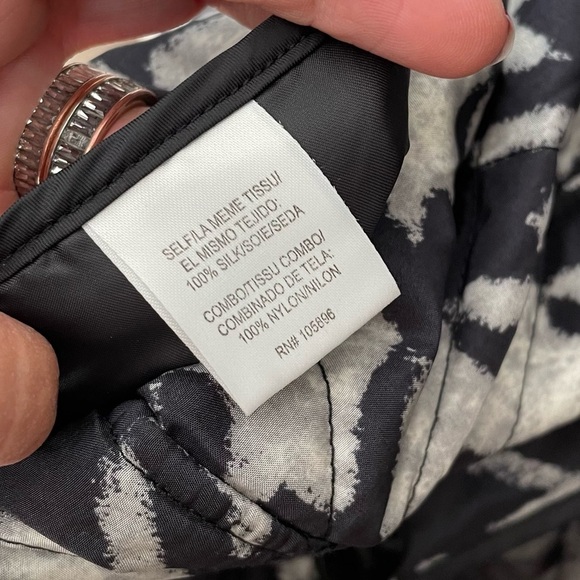 SELF/LA MEME TISSU/
EL MISMO TEJIDO:
100% SILK/SOIE/SEDA
COMBO/TISSU COMBO/
COMBINADO DE TELA:
100% NYLON/NILON
RN# 105896